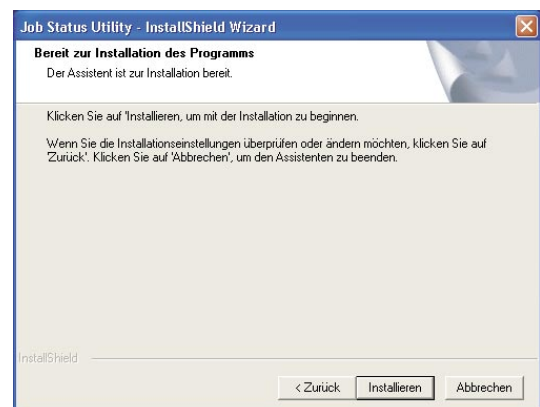 Job Status Utility - InstallShield Wizard
Bereit zur Installation des Programms
Der Assistent ist zur Installation bereit.
Klicken Sie auf 'Installieren, um mit der Installation zu beginnen.
Wenn Sie die Installationseinstellungen überprüfen oder ändern möchten, klicken Sie auf
'Zurück'. Klicken Sie auf 'Abbrechen', um den Assistenten zu beenden.
InstallShield
< Zurück Installieren Abbrechen